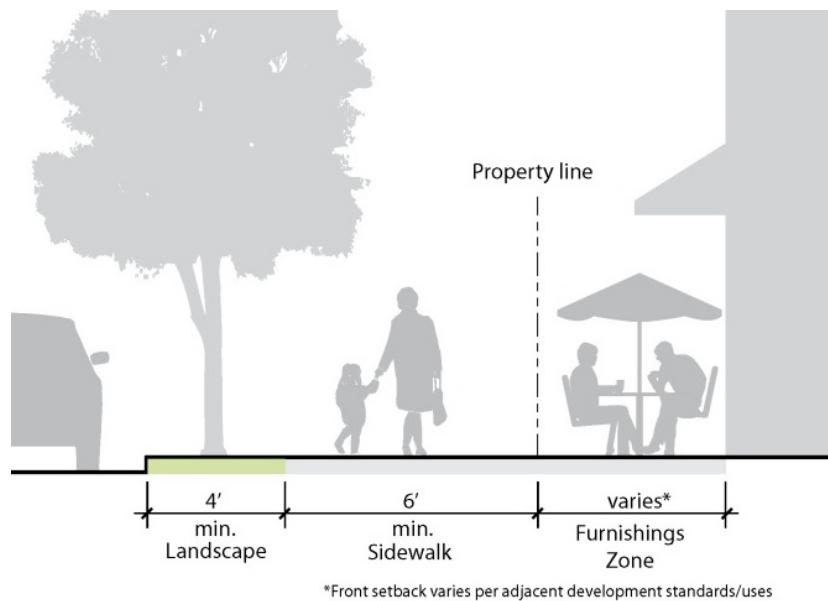 Property line
4′
min.
Landscape
6′
min.
Sidewalk
varies*
Furnishings
Zone
*Front setback varies per adjacent development standards/uses